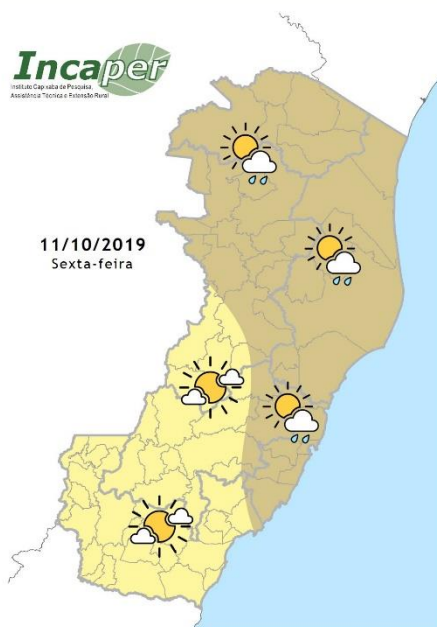 Incaper
Instituto Capixaba de Pesquisa,
Assistência Técnica e Extensão Rural
11/10/2019
Sexta-feira